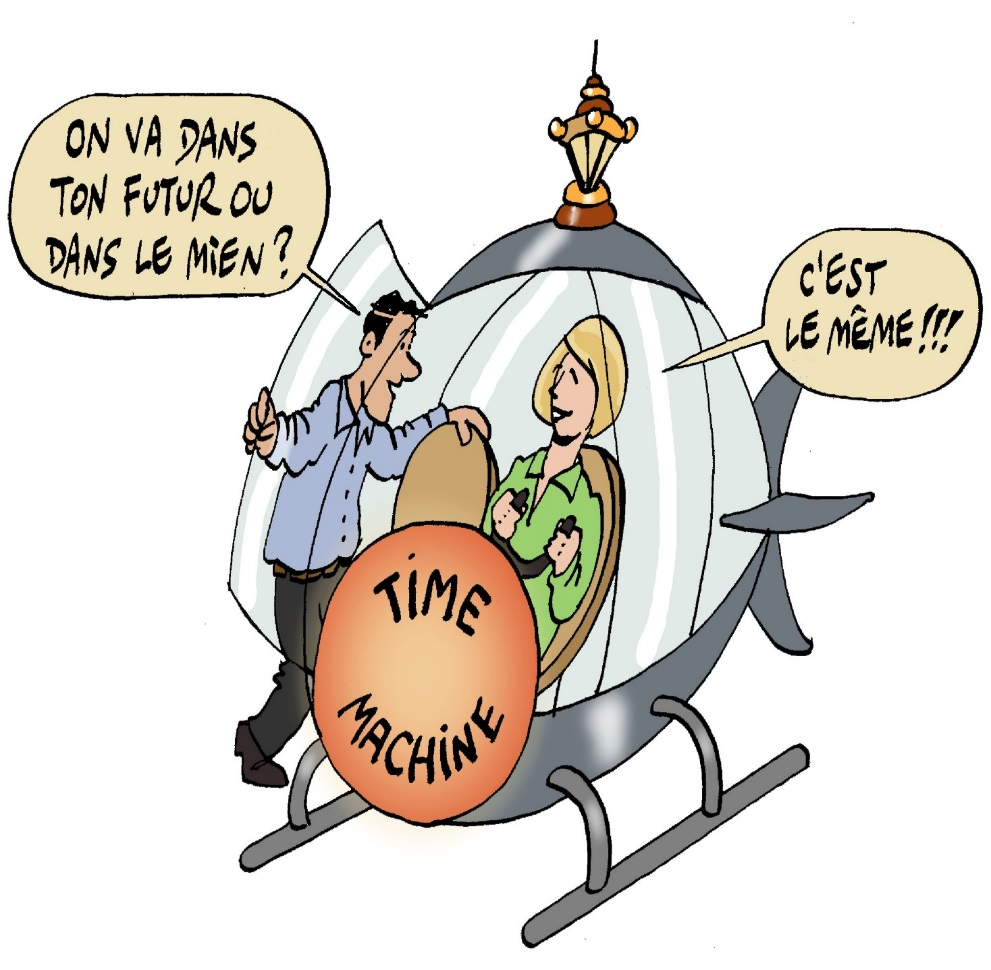 ON VA DANS
TON FUTUR OU
DANS LE MIEN ?
C'EST
LE MÊME !!!
TIME
MACHINE